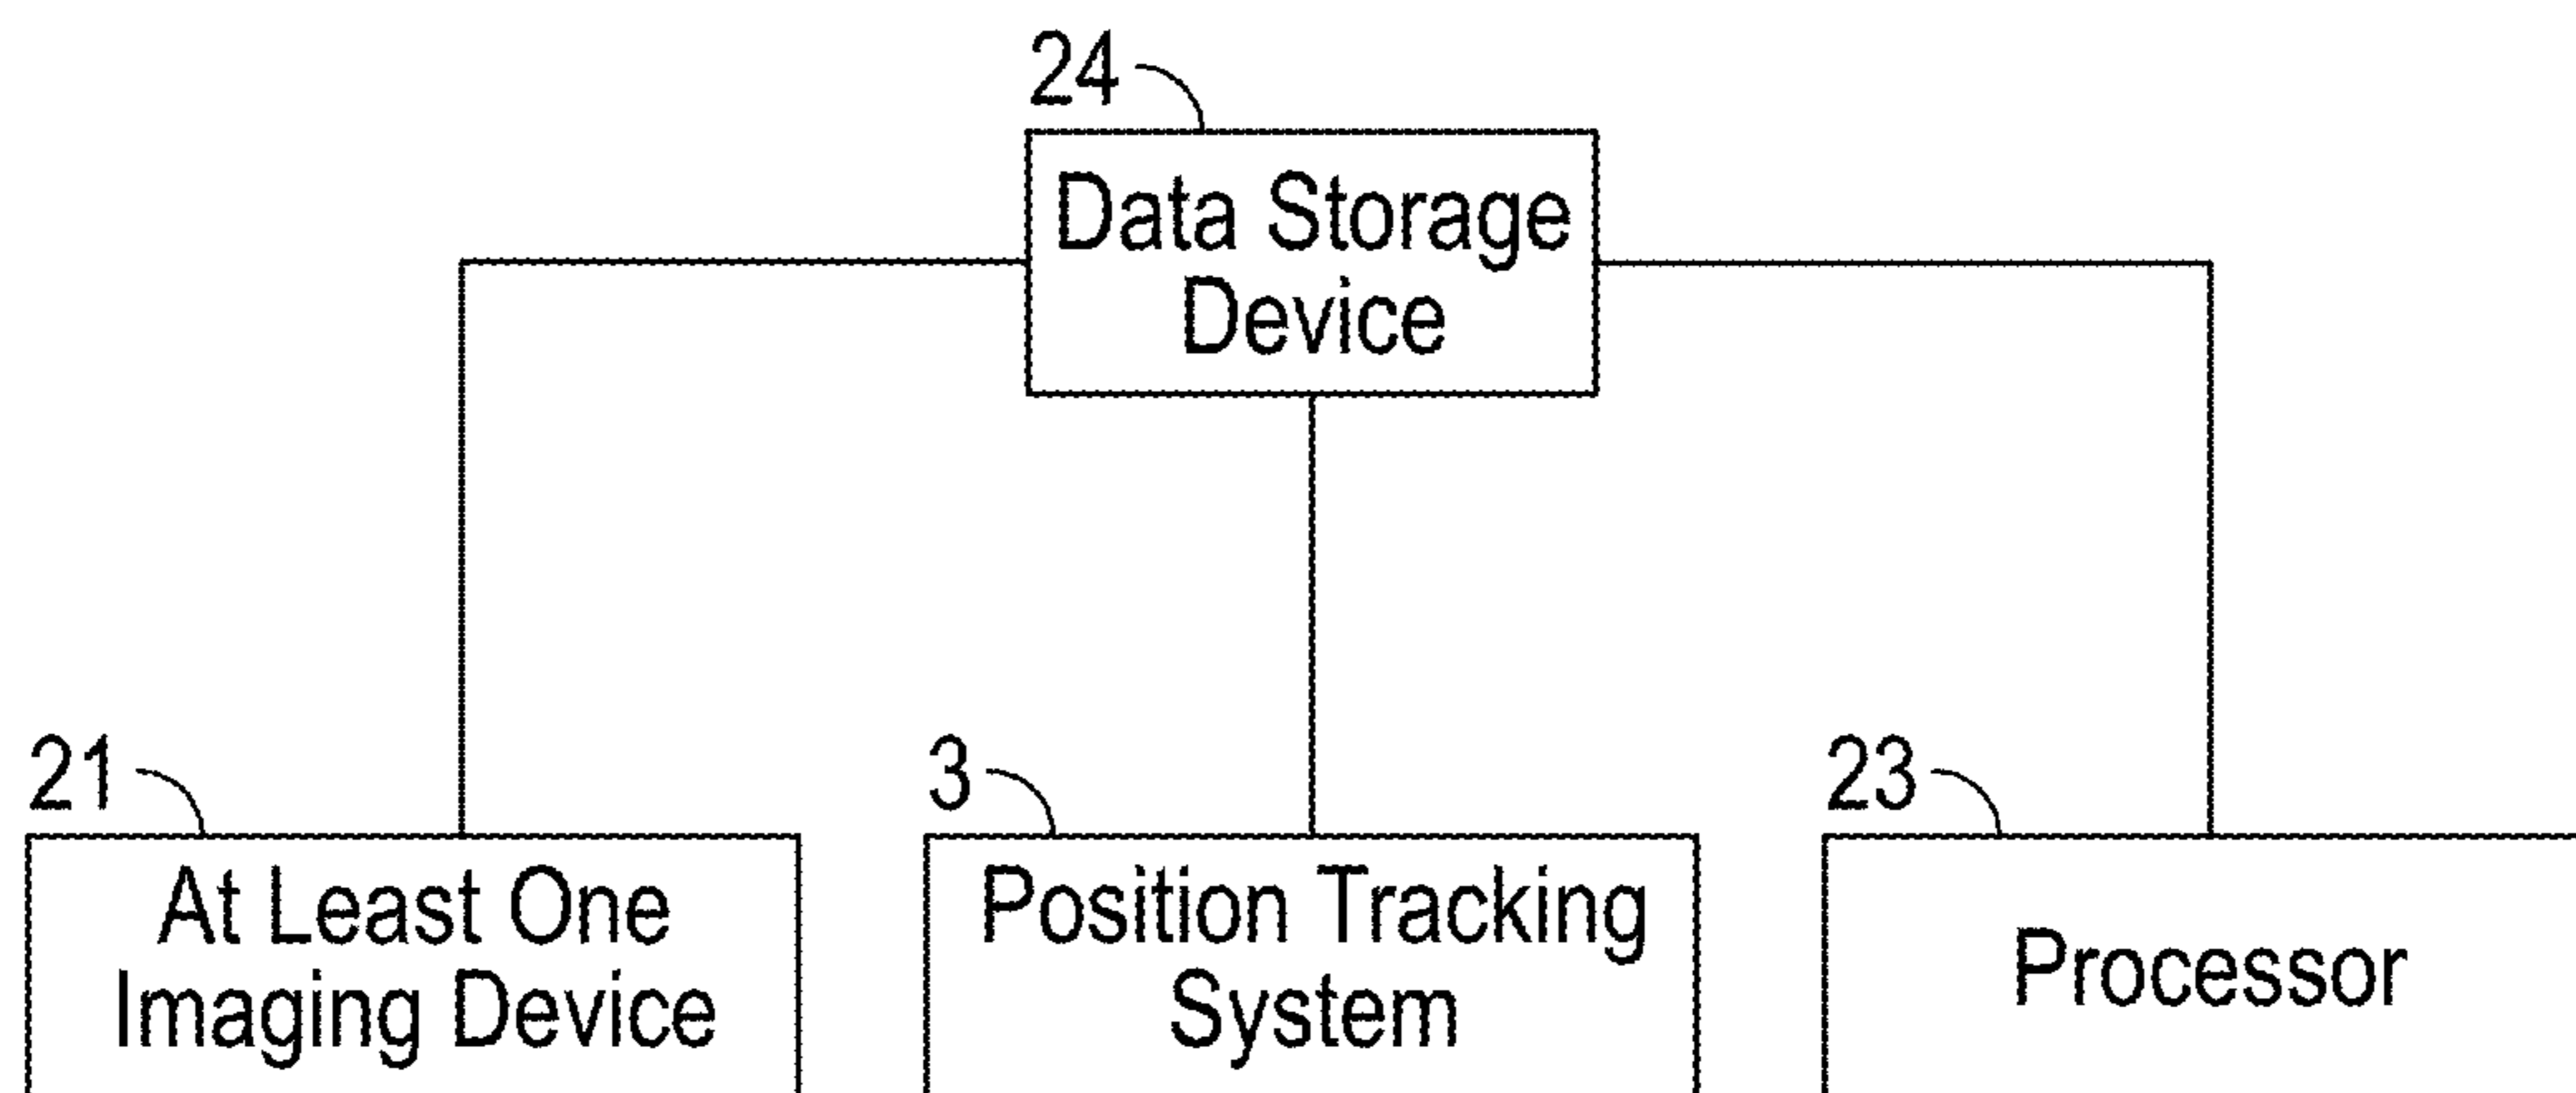 24
Data Storage
Device
21
3
23
At Least One
Imaging Device
Position Tracking
System
Processor